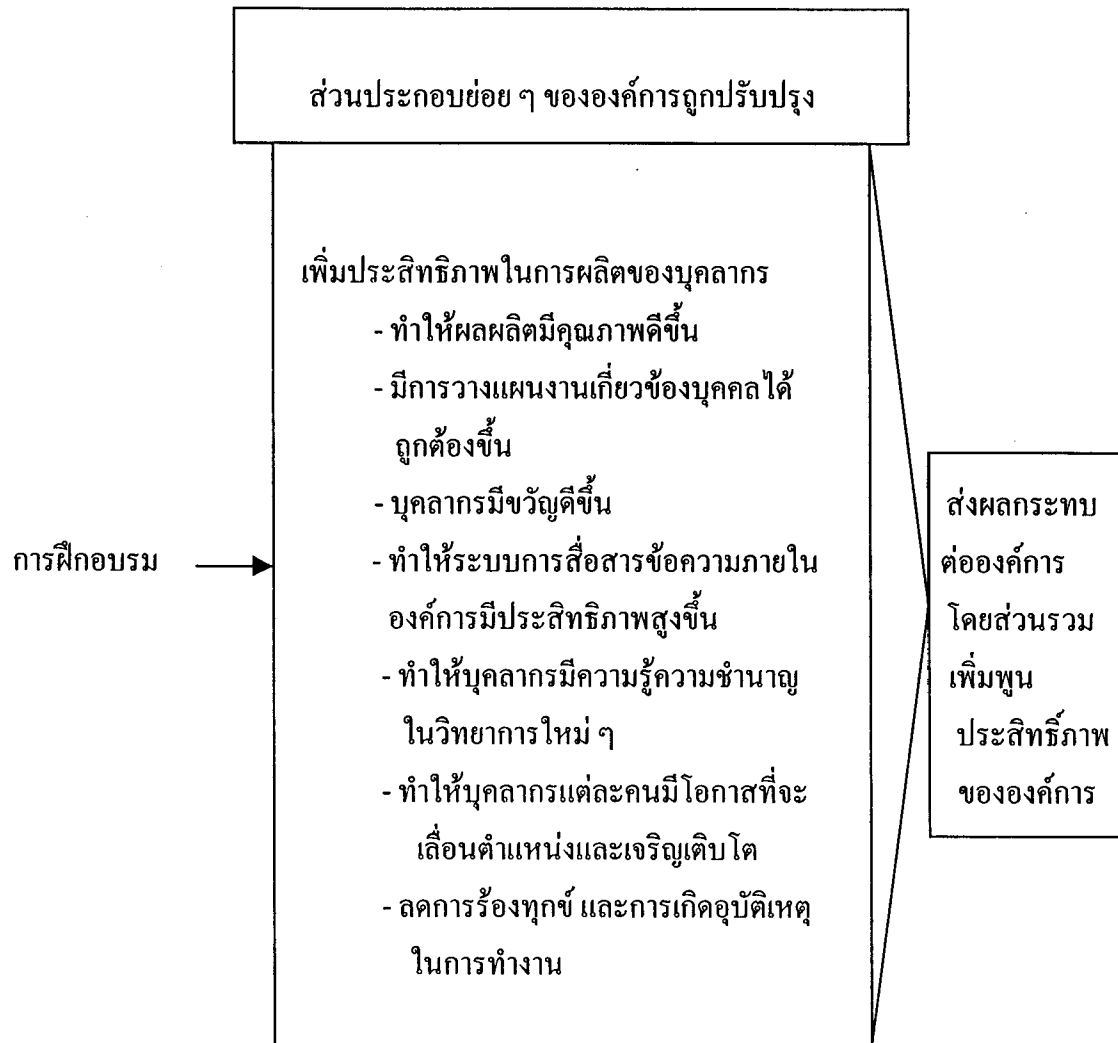 ส่วนประกอบย่อย ๆ ขององค์การถูกปรับปรุง
เพิ่มประสิทธิภาพในการผลิตของบุคลากร
- ทำให้ผลผลิตมีคุณภาพดีขึ้น
- มีการวางแผนงานเกี่ยวข้องบุคคลได้
ถูกต้องขึ้น
- บุคลากรมีขวัญดีขึ้น
การฝึกอบรม
- ทำให้ระบบการสื่อสารข้อความภายใน
องค์การมีประสิทธิภาพสูงขึ้น
- ทำให้บุคลากรมีความรู้ความชำนาญ
ในวิทยาการใหม่ ๆ
- ทำให้บุคลากรแต่ละคนมีโอกาสที่จะ
เลื่อนตำแหน่งและเจริญเติบโต
- ลดการร้องทุกข์ และการเกิดอุบัติเหตุ
ในการทำงาน
ส่งผลกระทบ
ต่อองค์การ
โดยส่วนรวม
เพิ่มพูน
ประสิทธิ์ภาพ
ขององค์การ